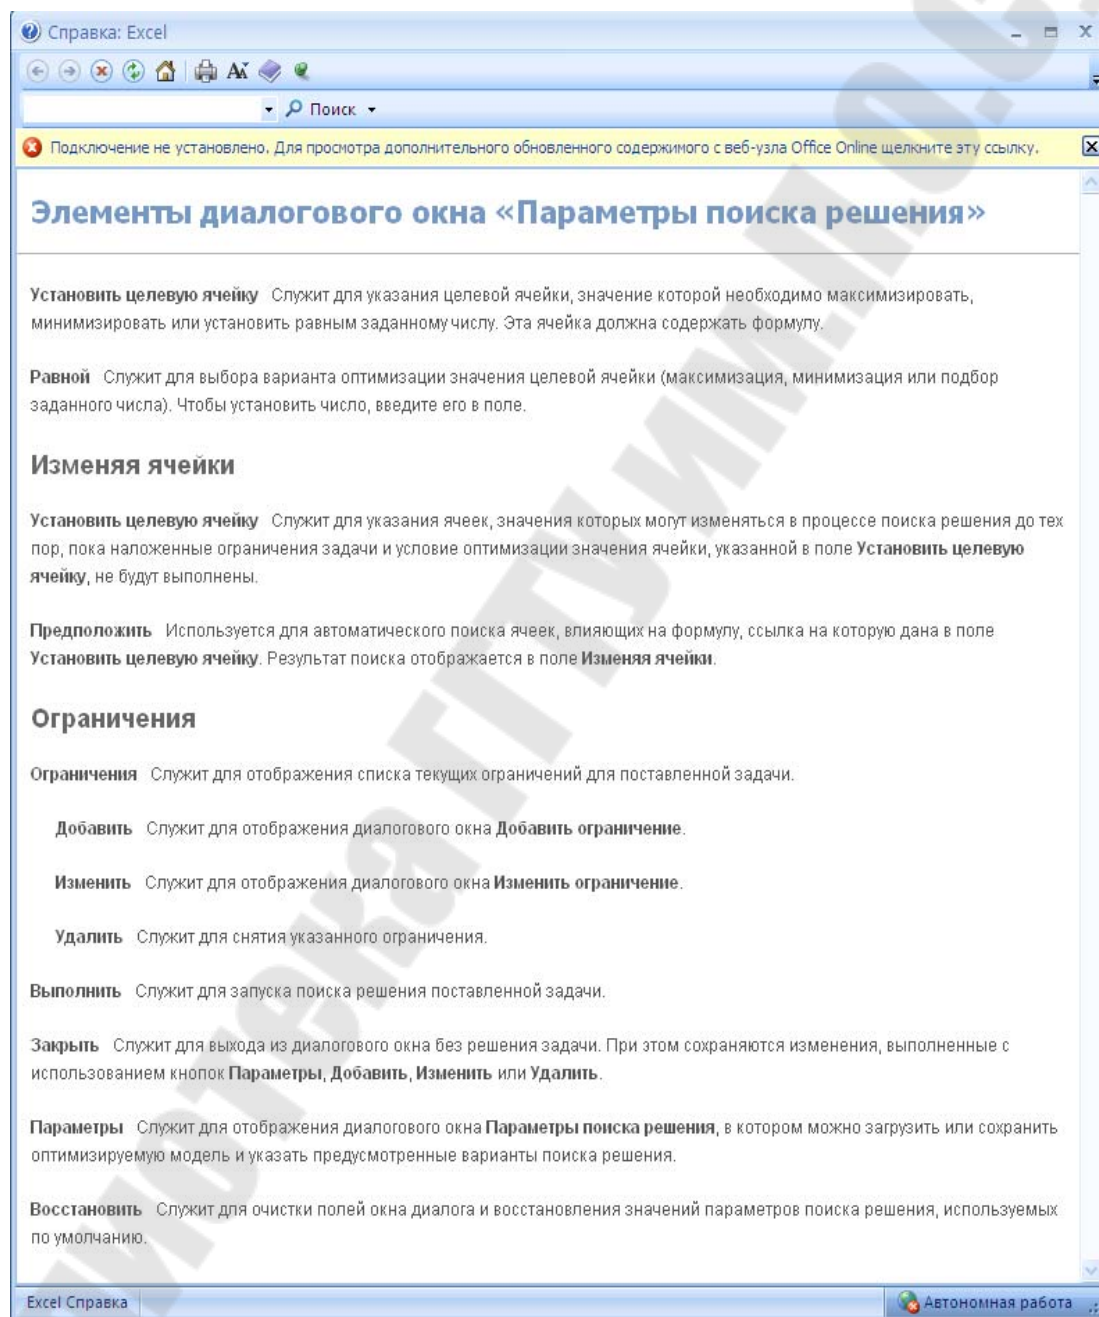 Справка: Excel
Поиск
Подключение не установлено. Для просмотра дополнительного обновленного содержимого с веб-узла Office Online щелкните эту ссылку.
Элементы диалогового окна «Параметры поиска решения»
Установить целевую ячейку Служит для указания целевой ячейки, значение которой необходимо максимизировать,
минимизировать или установить равным заданному числу. Эта ячейка должна содержать формулу.
Равной Служит для выбора варианта оптимизации значения целевой ячейки (максимизация, минимизация или подбор
заданного числа). Чтобы установить число, введите его в поле.
Изменяя ячейки
Установить целевую ячейку Служит для указания ячеек, значения которых могут изменяться в процессе поиска решения до тех
пор, пока наложенные ограничения задачи и условие оптимизации значения ячейки, указанной в поле Установить целевую
ячейку, не будут выполнены.
Предположить Используется для автоматического поиска ячеек, влияющих на формулу, ссылка на которую дана в поле
Установить целевую ячейку. Результат поиска отображается в поле Изменяя ячейки.
Ограничения
Ограничения Служит для отображения списка текущих ограничений для поставленной задачи.
Добавить Служит для отображения диалогового окна Добавить ограничение.
Изменить Служит для отображения диалогового окна Изменить ограничение.
Удалить Служит для снятия указанного ограничения.
Выполнить Служит для запуска поиска решения поставленной задачи.
Закрыть Служит для выхода из диалогового окна без решения задачи. При этом сохраняются изменения, выполненные с
использованием кнопок Параметры, Добавить, Изменить или Удалить.
Параметры Служит для отображения диалогового окна Параметры поиска решения, в котором можно загрузить или сохранить
оптимизируемую модель и указать предусмотренные варианты поиска решения.
Восстановить Служит для очистки полей окна диалога и восстановления значений параметров поиска решения, используемых
по умолчанию.
Excel Справка
Автономная работа